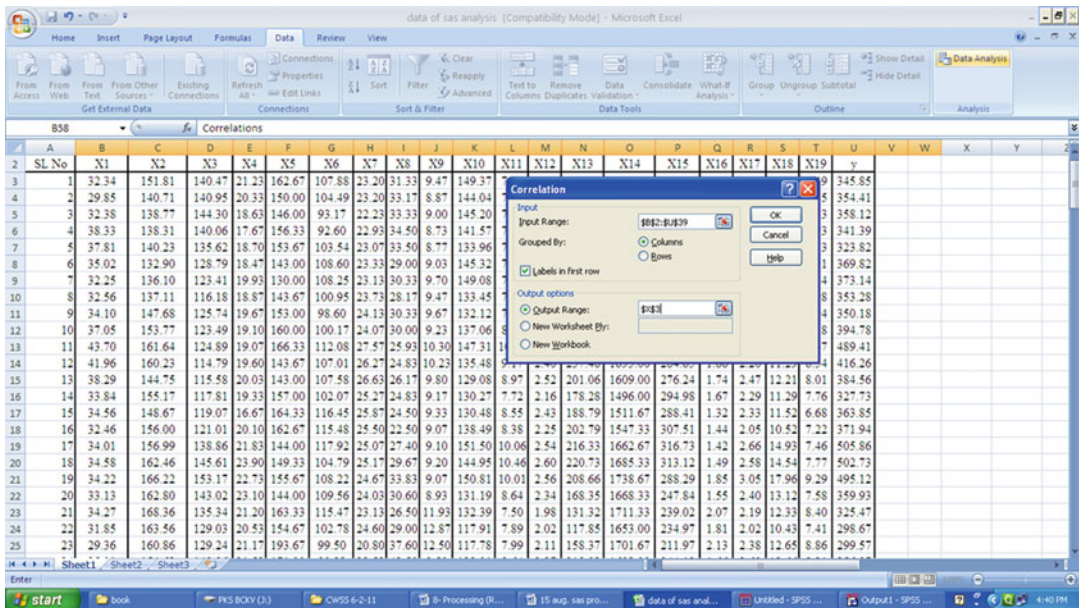 data of sas analysis [Compatibility Mode] - Microsoft Excel
Home Insert Page Layout Formulas Data Review View
From Access From Web From Text From Other Sources Existing Connections Refresh All Connections Properties Edit Links Sort Filter Clear Reapply Advanced Text to Columns Remove Duplicates Data Validation Consolidate What-If Analysis Group Ungroup Subtotal Show Detail Hide Detail Data Analysis
Get External Data Connections Sort & Filter Data Tools Outline Analysis
B58 fx Correlations
A B C D E F G H I J K L M N O P Q R S T U V W X Y
2 SL No X1 X2 X3 X4 X5 X6 X7 X8 X9 X10 X11 X12 X13 X14 X15 X16 X17 X18 X19 y
3 1 32.34 151.81 140.47 21.23 162.67 107.88 23.20 31.33 9.47 149.37 345.85
4 2 29.85 140.71 140.95 20.33 150.00 104.49 23.20 33.17 8.87 144.04 354.41
5 3 32.38 138.77 144.30 18.63 146.00 93.17 22.23 33.33 9.00 145.20 358.12
6 4 38.33 138.31 140.06 17.67 156.33 92.60 22.93 34.50 8.73 141.57 341.39
7 5 37.81 140.23 135.62 18.70 153.67 103.54 23.07 33.50 8.77 133.96 323.82
8 6 35.02 132.90 128.79 18.47 143.00 108.60 23.33 29.00 9.03 145.32 369.82
9 7 32.25 136.10 123.41 19.93 130.00 108.25 23.13 30.33 9.70 149.08 373.14
10 8 32.56 137.11 116.18 18.87 143.67 100.95 23.73 28.17 9.47 133.45 353.28
11 9 34.10 147.68 125.74 19.67 153.00 98.60 24.13 30.33 9.67 132.12 350.18
12 10 37.05 153.77 123.49 19.10 160.00 100.17 24.07 30.00 9.23 137.06 394.78
13 11 43.70 161.64 124.89 19.07 166.33 112.08 27.57 25.93 10.30 147.31 489.41
14 12 41.96 160.23 114.79 19.60 143.67 107.01 26.27 24.83 10.23 135.48 416.26
15 13 38.29 144.75 115.58 20.03 143.00 107.58 26.63 26.17 9.80 129.08 8.97 2.52 201.06 1609.00 276.24 1.74 2.47 12.21 8.01 384.56
16 14 33.84 155.17 117.81 19.33 157.00 102.07 25.27 24.83 9.17 130.27 7.72 2.16 178.28 1496.00 294.98 1.67 2.29 11.29 7.76 327.73
17 15 34.56 148.67 119.07 16.67 164.33 116.45 25.87 24.50 9.33 130.48 8.55 2.43 188.79 1511.67 288.41 1.32 2.33 11.52 6.68 363.85
18 16 32.46 156.00 121.01 20.10 162.67 115.48 25.50 22.50 9.07 138.49 8.38 2.25 202.79 1547.33 307.51 1.44 2.05 10.52 7.22 371.94
19 17 34.01 156.99 138.86 21.83 144.00 117.92 25.07 27.40 9.10 151.50 10.06 2.54 216.33 1662.67 316.73 1.42 2.66 14.93 7.46 505.86
20 18 34.58 162.46 145.61 23.90 149.33 104.79 25.17 29.67 9.20 144.95 10.46 2.60 220.73 1685.33 313.12 1.49 2.58 14.54 7.77 502.73
21 19 34.22 166.22 153.17 22.73 155.67 108.22 24.67 33.83 9.07 150.81 10.01 2.56 208.66 1738.67 288.29 1.85 3.05 17.96 9.29 495.12
22 20 33.13 162.80 143.02 23.10 144.00 109.56 24.03 30.60 8.93 131.19 8.64 2.34 168.35 1668.33 247.84 1.55 2.40 13.12 7.58 359.93
23 21 34.27 168.36 135.34 21.20 163.33 115.47 23.13 26.50 11.93 132.39 7.50 1.98 131.32 1711.33 239.02 2.07 2.19 12.33 8.40 325.47
24 22 31.85 163.56 129.03 20.53 154.67 102.78 24.60 29.00 12.87 117.91 7.89 2.02 117.85 1653.00 234.97 1.81 2.02 10.43 7.41 298.67
25 23 29.36 160.86 129.24 21.17 193.67 99.50 20.80 37.60 12.50 117.78 7.99 2.11 158.37 1701.67 211.97 2.13 2.38 12.65 8.86 299.57
Correlation
Input
Input Range: $B$2:$U$39
Grouped By: Columns
Rows
Labels in first row
Output options
Output Range: $X$3
New Worksheet Ply:
New Workbook
OK
Cancel
Help
Sheet1 Sheet2 Sheet3
Enter
start book PKS BCKV (J:) CWSS 6-2-11 8- Processing (R... 15 aug. sas pro... data of sas anal... Untitled - SPSS ... Output1 - SPSS ... 4:40 PM